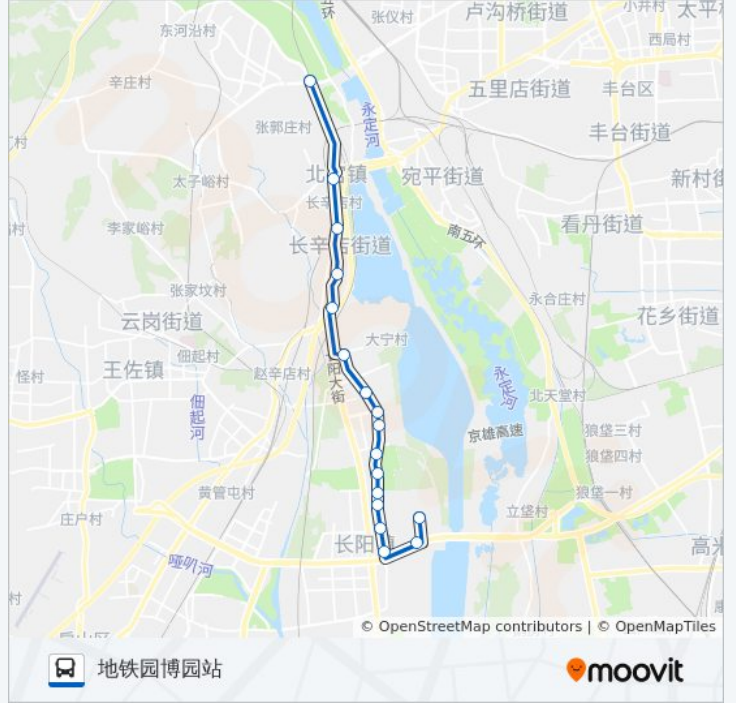 张仪村
卢沟桥街道
小井村
太平
东河沿村
西局村
辛庄村
五里店街道
丰台区
永定河
张郭庄村
丰台街道
村
北宫镇
宛平街道
太子峪村
新村街
长辛店村
村
李家峪村
看丹街道
长辛店街道
南五环
张家坟村
永合庄村
云岗街道
花乡街道
大宁村
佃起村
怪村
王佐镇
赵辛店村
永定河
北天堂村
佃起河
京雄高速
狼垡三村
狼垡四村
黄管屯村
狼垡一村
庄户村
立垡村
长阳镇
高米
哑叭河
村
© OpenStreetMap contributors | © OpenMapTiles
地铁园博园站
moovit